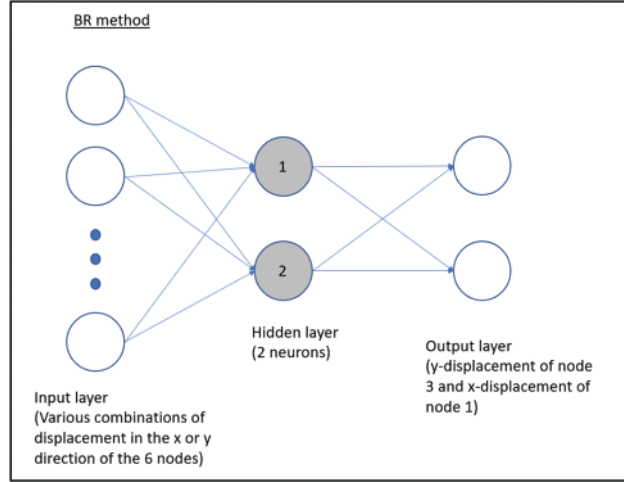 BR method
1
2
Hidden layer
(2 neurons)
Output layer
(y-displacement of node
3 and x-displacement of
node 1)
Input layer
(Various combinations of
displacement in the x or y
direction of the 6 nodes)